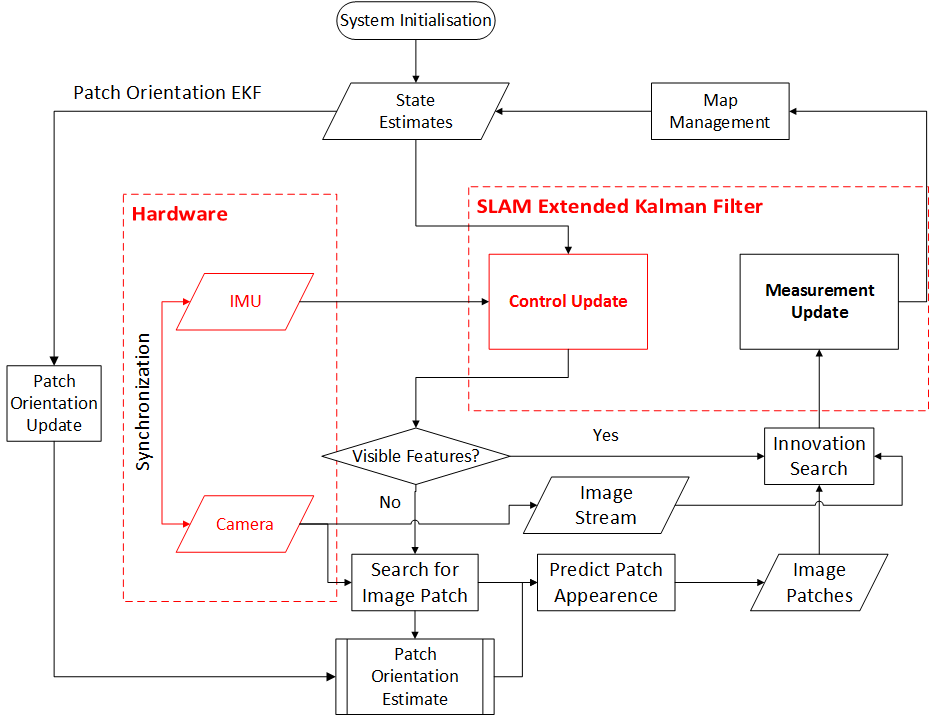 System Initialisation
Patch Orientation EKF
State
Estimates
Map
Management
Hardware
SLAM Extended Kalman Filter
IMU
Control Update
Measurement
Update
Synchronization
Patch
Orientation
Update
Visible Features?
Yes
Innovation
Search
No
Image
Stream
Camera
Search for
Image Patch
Predict Patch
Appearence
Image
Patches
Patch
Orientation
Estimate